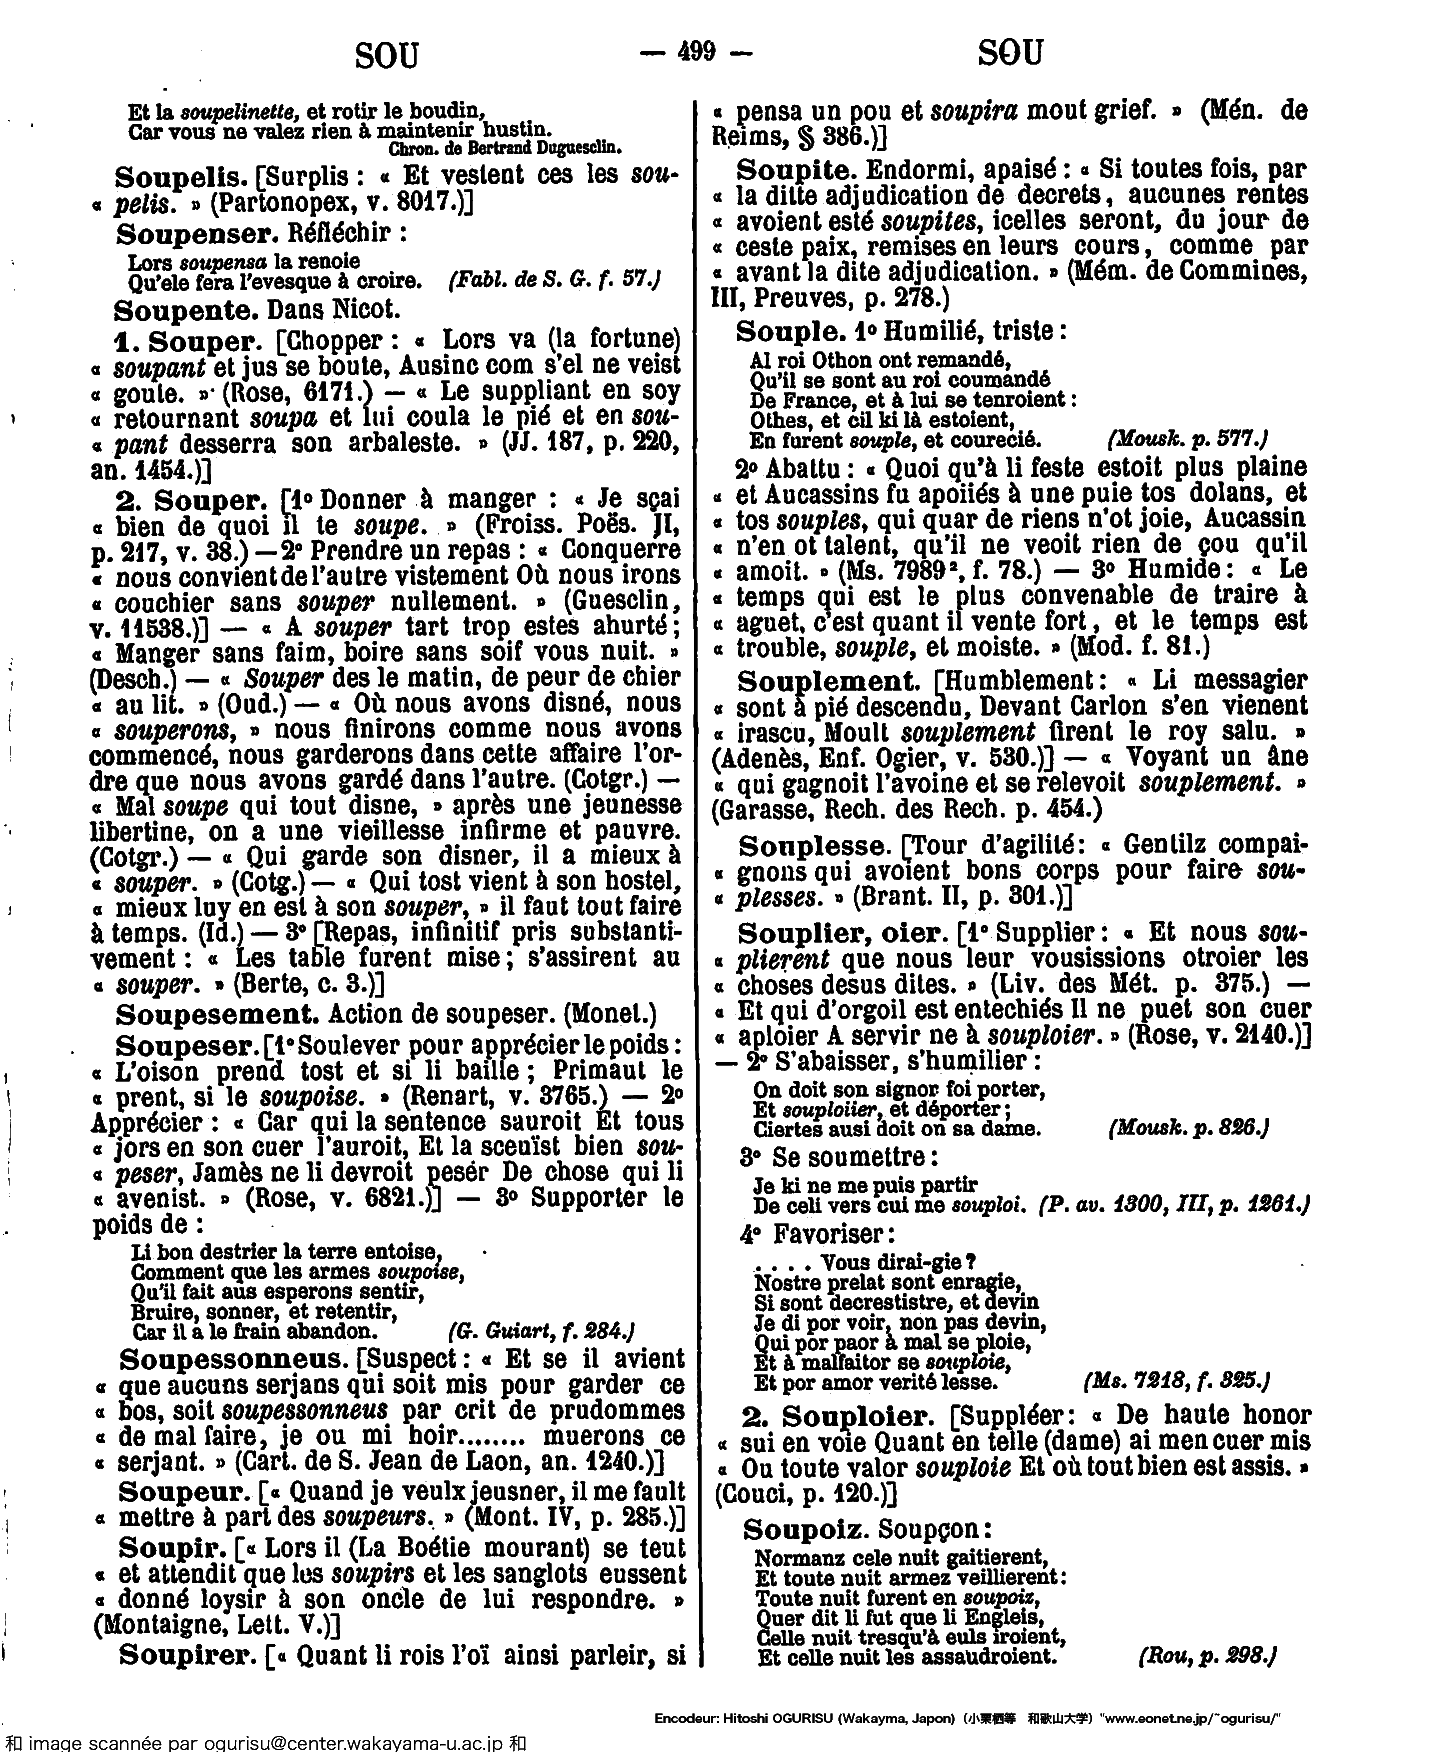 SOU — 499 — SOU
Et la soupelinette, et rotir le boudin,
Car vous ne valez rien à maintenir hustin.
Chron. de Bertrand Duguesclin.
Soupelis. [Surplis : « Et vestent ces les sou-
« pelis. » (Partonopex, v. 8017.)]
Soupenser. Réfléchir :
Lors soupensa la renoie
Qu'ele fera l'evesque à croire. (Fabl. de S. G. f. 57.)
Soupente. Dans Nicot.
1. Souper. [Chopper : « Lors va (la fortune)
« soupant et jus se boute, Ausinc com s'el ne veist
« goute. » (Rose, 6171.) — « Le suppliant en soy
« retournant soupa et lui coula le pié et en sou-
« pant desserra son arbaleste. » (JJ. 187, p. 220,
an. 1454.)]
2. Souper. [1° Donner à manger : « Je sçai
« bien de quoi il te soupe. » (Froiss. Poës. II,
p. 217, v. 38.) — 2° Prendre un repas : « Conquerre
« nous convient de l'autre vistement Où nous irons
« couchier sans souper nullement. » (Guesclin,
v. 11538.)] — « A souper tart trop estes ahurté ;
« Manger sans faim, boire sans soif vous nuit. »
(Desch.) — « Souper des le matin, de peur de chier
« au lit. » (Oud.) — « Où nous avons disné, nous
« souperons, » nous finirons comme nous avons
commencé, nous garderons dans cette affaire l'or-
dre que nous avons gardé dans l'autre. (Cotgr.) —
« Mal soupe qui tout disne, » après une jeunesse
libertine, on a une vieillesse infirme et pauvre.
(Cotgr.) — « Qui garde son disner, il a mieux à
« souper. » (Cotg.) — « Qui tost vient à son hostel,
« mieux luy en est à son souper, » il faut tout faire
à temps. (Id.) — 3° [Repas, infinitif pris substanti-
vement : « Les table furent mise ; s'assirent au
« souper. » (Berte, c. 3.)]
Soupesement. Action de soupeser. (Monet.)
Soupeser. [1° Soulever pour apprécier le poids :
« L'oison prend tost et si li baille ; Primaut le
« prent, si le soupoise. » (Renart, v. 3765.) — 2°
Apprécier : « Car qui la sentence sauroit Et tous
« jors en son cuer l'auroit, Et la sceuïst bien sou-
« peser, Jamès ne li devroit pesér De chose qui li
« avenist. » (Rose, v. 6821.)] — 3° Supporter le
poids de :
Li bon destrier la terre entoise,
Comment que les armes soupoise,
Qu'il fait aus esperons sentir,
Bruire, sonner, et retentir,
Car il a le frain abandon. (G. Guiart, f. 284.)
Soupessonneus. [Suspect : « Et se il avient
« que aucuns serjans qui soit mis pour garder ce
« bos, soit soupessonneus par crit de prudommes
« de mal faire, je ou mi hoir........ muerons ce
« serjant. » (Cart. de S. Jean de Laon, an. 1240.)]
Soupeur. [« Quand je veulx jeusner, il me fault
« mettre à part des soupeurs. » (Mont. IV, p. 285.)]
Soupir. [« Lors il (La Boétie mourant) se teut
« et attendit que les soupirs et les sanglots eussent
« donné loysir à son oncle de lui respondre. »
(Montaigne, Lett. V.)]
Soupirer. [« Quant li rois l'oï ainsi parleir, si
« pensa un pou et soupira mout grief. » (Mén. de
Reims, § 386.)]
Soupite. Endormi, apaisé : « Si toutes fois, par
« la ditte adjudication de decrets, aucunes rentes
« avoient esté soupites, icelles seront, du jour de
« ceste paix, remises en leurs cours, comme par
« avant la dite adjudication. » (Mém. de Commines,
III, Preuves, p. 278.)
Souple. 1° Humilié, triste :
Al roi Othon ont remandé,
Qu'il se sont au roi coumandé
De France, et à lui se tenroient :
Othes, et cil ki là estoient,
En furent souple, et courecié. (Mousk. p. 577.)
2° Abattu : « Quoi qu'à li feste estoit plus plaine
« et Aucassins fu apoiiés à une puie tos dolans, et
« tos souples, qui quar de riens n'ot joie, Aucassin
« n'en ot talent, qu'il ne veoit rien de çou qu'il
« amoit. » (Ms. 7989², f. 78.) — 3° Humide : « Le
« temps qui est le plus convenable de traire à
« aguet, c'est quant il vente fort, et le temps est
« trouble, souple, et moiste. » (Mod. f. 81.)
Souplement. [Humblement : « Li messagier
« sont à pié descendu, Devant Carlon s'en vienent
« irascu, Moult souplement firent le roy salu. »
(Adenès, Enf. Ogier, v. 530.)] — « Voyant un âne
« qui gagnoit l'avoine et se relevoit souplement. »
(Garasse, Rech. des Rech. p. 454.)
Souplesse. [Tour d'agilité : « Gentilz compai-
« gnons qui avoient bons corps pour faire sou-
« plesses. » (Brant. II, p. 301.)]
Souplier, oier. [1° Supplier : « Et nous sou-
« plierent que nous leur vousissions otroier les
« choses desus dites. » (Liv. des Mét. p. 375.) —
« Et qui d'orgoil est entechiés Il ne puet son cuer
« aploier A servir ne à souploier. » (Rose, v. 2140.)]
— 2° S'abaisser, s'humilier :
On doit son signor foi porter,
Et souploiier, et déporter ;
Ciertes ausi doit on sa dame. (Mousk. p. 826.)
3° Se soumettre :
Je ki ne me puis partir
De celi vers cui me souploi. (P. av. 1300, III, p. 1261.)
4° Favoriser :
. . . . Vous dirai-gie ?
Nostre prelat sont enragie,
Si sont decrestistre, et devin
Je di por voir, non pas devin,
Qui por paor à mal se ploie,
Et à malfaitor se souploie,
Et por amor verité lesse. (Ms. 7218, f. 325.)
2. Souploier. [Suppléer : « De haute honor
« sui en voie Quant en telle (dame) ai men cuer mis
« Ou toute valor souploie Et où tout bien est assis. »
(Couci, p. 120.)]
Soupoiz. Soupçon :
Normanz cele nuit gaitierent,
Et toute nuit armez veillierent :
Toute nuit furent en soupoiz,
Quer dit li fut que li Engleis,
Celle nuit tresqu'à euls iroient,
Et celle nuit les assaudroient. (Rou, p. 298.)
Encodeur: Hitoshi OGURISU (Wakayma, Japon) (小栗栖等 和歌山大学) "www.eonet.ne.jp/~ogurisu/"
和 image scannée par ogurisu@center.wakayama-u.ac.jp 和